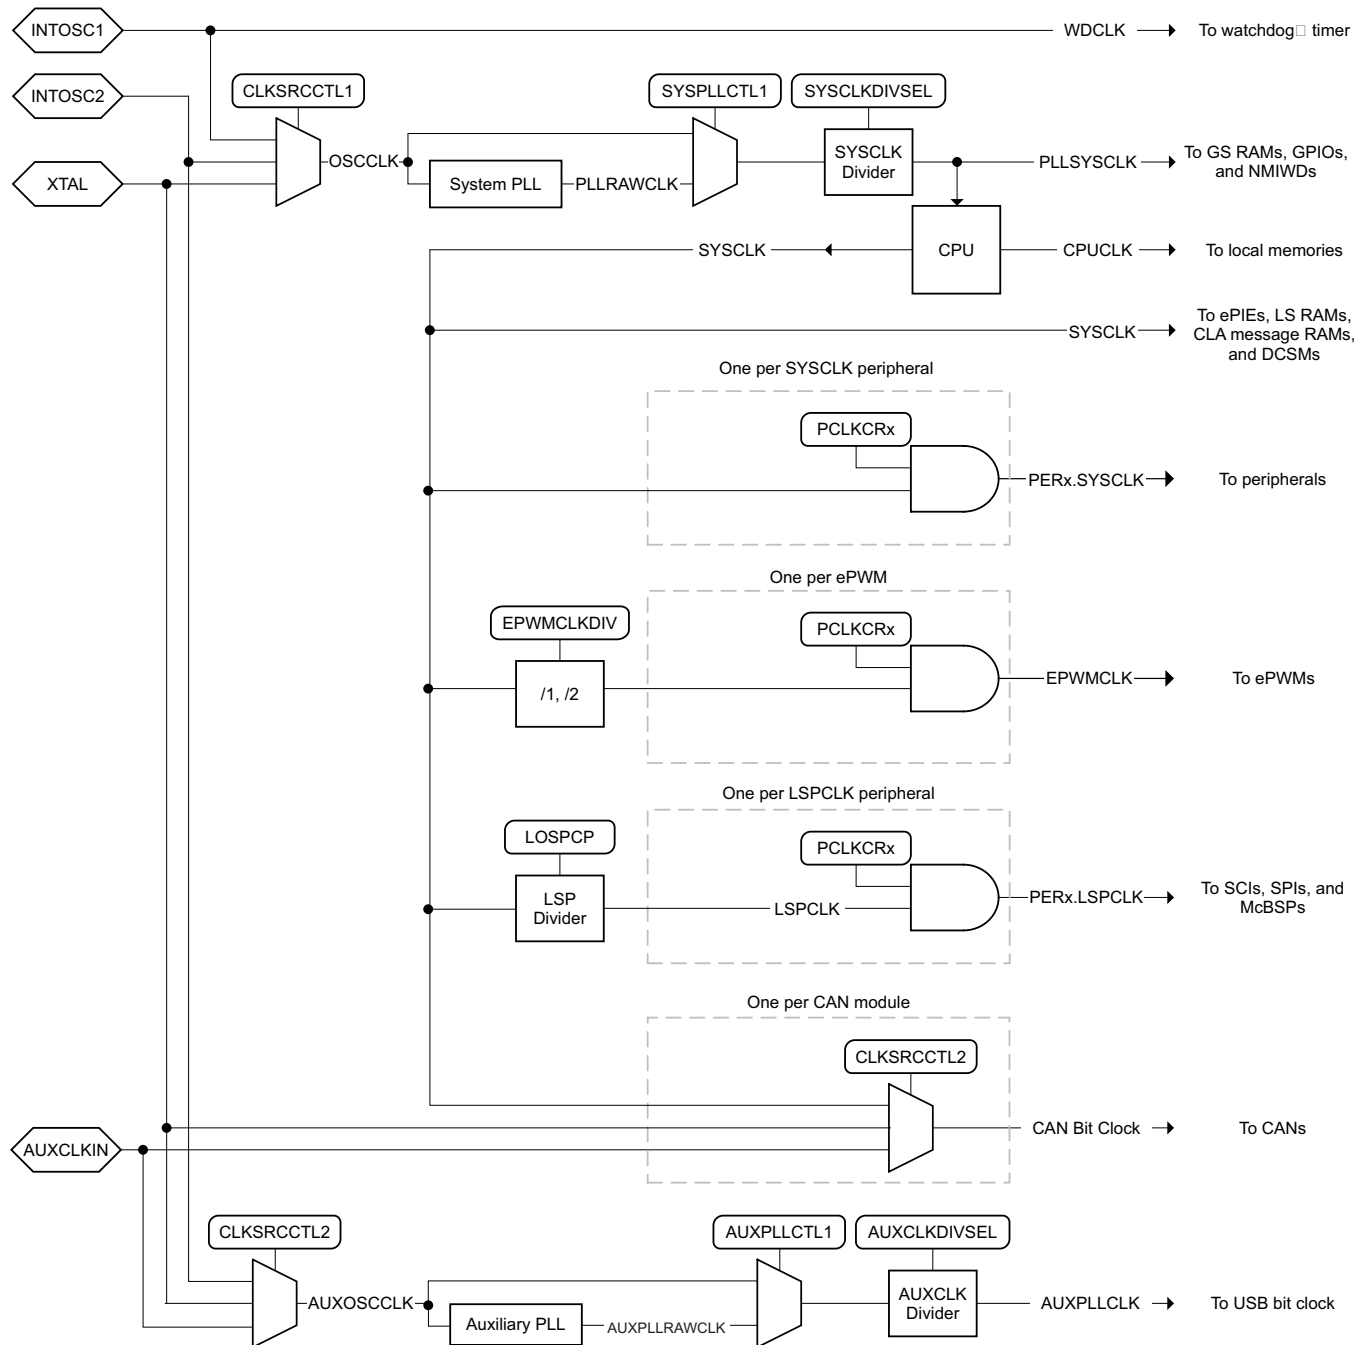 INTOSC1
WDCLK
To watchdog□ timer
INTOSC2
CLKSRCCTL1
SYSPLLCTL1
SYSCLKDIVSEL
XTAL
OSCCLK
System PLL
PLLRAWCLK
SYSCLK
Divider
PLLSYSCLK
To GS RAMs, GPIOs,
and NMIWDs
SYSCLK
CPU
CPUCLK
To local memories
SYSCLK
To ePIEs, LS RAMs,
CLA message RAMs,
and DCSMs
One per SYSCLK peripheral
PCLKCRx
PERx.SYSCLK
To peripherals
One per ePWM
EPWMCLKDIV
PCLKCRx
/1, /2
EPWMCLK
To ePWMs
One per LSPCLK peripheral
LOSPCP
PCLKCRx
LSP
Divider
LSPCLK
PERx.LSPCLK
To SCIs, SPIs, and
McBSPs
One per CAN module
CLKSRCCTL2
AUXCLKIN
CAN Bit Clock
To CANs
CLKSRCCTL2
AUXPLLCTL1
AUXCLKDIVSEL
AUXOSCCLK
Auxiliary PLL
AUXPLLRAWCLK
AUXCLK
Divider
AUXPLLCLK
To USB bit clock